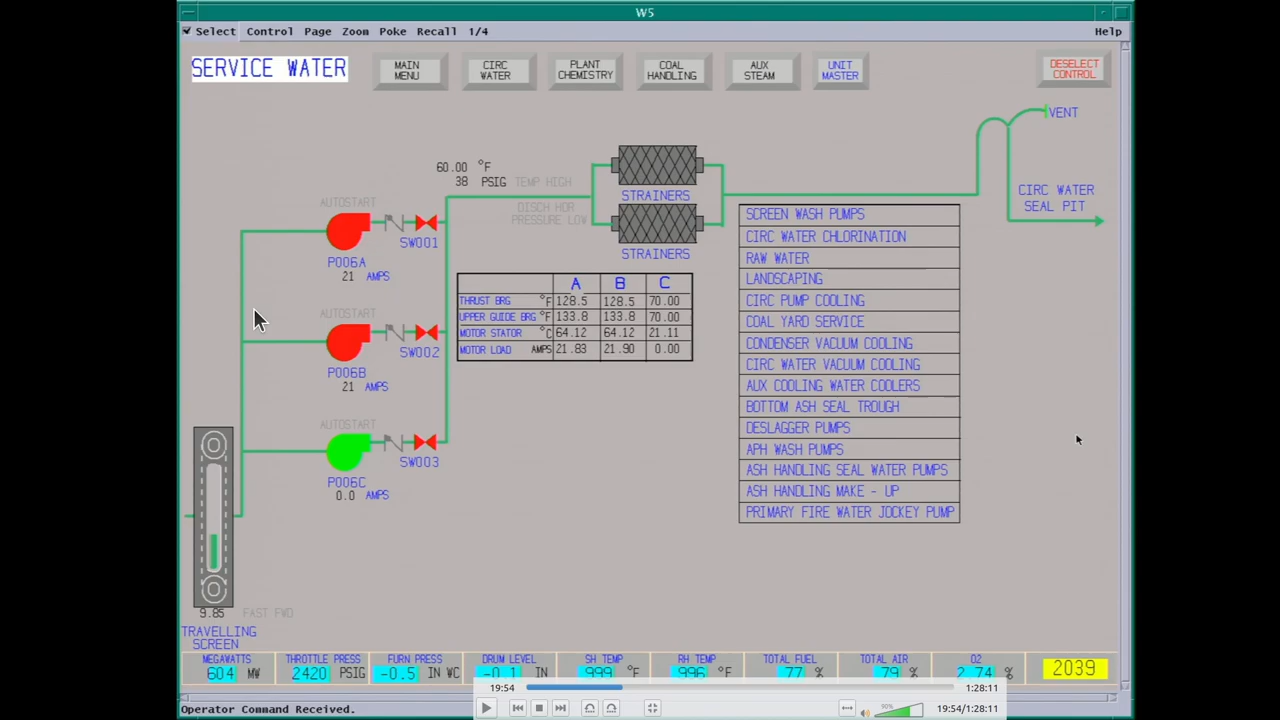 W5
Select Control Page Zoom Poke Recall 1/4 Help
SERVICE WATER
MAIN MENU
CIRC WATER
PLANT CHEMISTRY
COAL HANDLING
AUX STEAM
UNIT MASTER
DESELECT CONTROL
VENT
60.00 °F
38 PSIG
TEMP HIGH
DISCH HDR
PRESSURE LOW
STRAINERS
STRAINERS
CIRC WATER
SEAL PIT
AUTOSTART
SW001
P006A
21 AMPS
AUTOSTART
SW002
P006B
21 AMPS
AUTOSTART
SW003
P006C
0.0 AMPS
A B C
THRUST BRG °F 128.5 128.5 70.00
UPPER GUIDE BRG °F 133.8 133.8 70.00
MOTOR STATOR °C 64.12 64.12 21.11
MOTOR LOAD AMPS 21.83 21.90 0.00
SCREEN WASH PUMPS
CIRC WATER CHLORINATION
RAW WATER
LANDSCAPING
CIRC PUMP COOLING
COAL YARD SERVICE
CONDENSER VACUUM COOLING
CIRC WATER VACUUM COOLING
AUX COOLING WATER COOLERS
BOTTOM ASH SEAL TROUGH
DESLAGGER PUMPS
APH WASH PUMPS
ASH HANDLING SEAL WATER PUMPS
ASH HANDLING MAKE - UP
PRIMARY FIRE WATER JOCKEY PUMP
9.85 FAST FWD
TRAVELLING
SCREEN
MEGAWATTS THROTTLE PRESS FURN PRESS DRUM LEVEL SH TEMP RH TEMP TOTAL FUEL TOTAL AIR O2
604 MW 2420 PSIG -0.5 IN WC -0.1 IN 999 °F 996 °F 77 % 79 % 2.74 % 2039
19:54 1:28:11
90% 19:54/1:28:11
Operator Command Received.